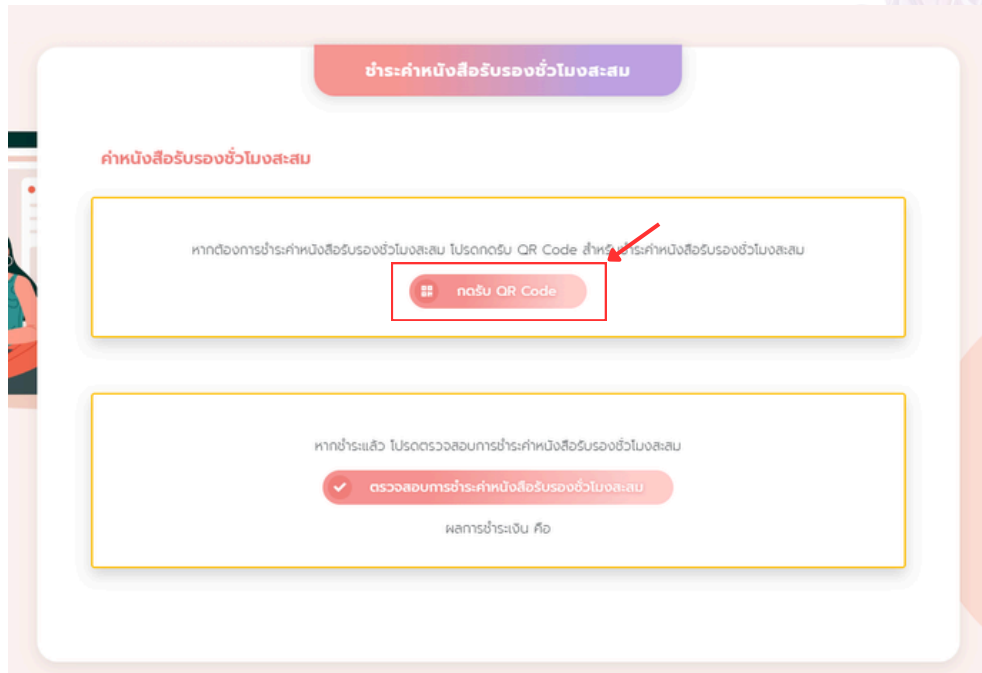 ชำระค่าหนังสือรับรองชั่วโมงสะสม
ค่าหนังสือรับรองชั่วโมงสะสม
หากต้องการชำระค่าหนังสือรับรองชั่วโมงสะสม โปรดกดรับ QR Code สำหรับชำระค่าหนังสือรับรองชั่วโมงสะสม
กดรับ QR Code
หากชำระแล้ว โปรดตรวจสอบการชำระค่าหนังสือรับรองชั่วโมงสะสม
ตรวจสอบการชำระค่าหนังสือรับรองชั่วโมงสะสม
ผลการชำระเงิน คือ